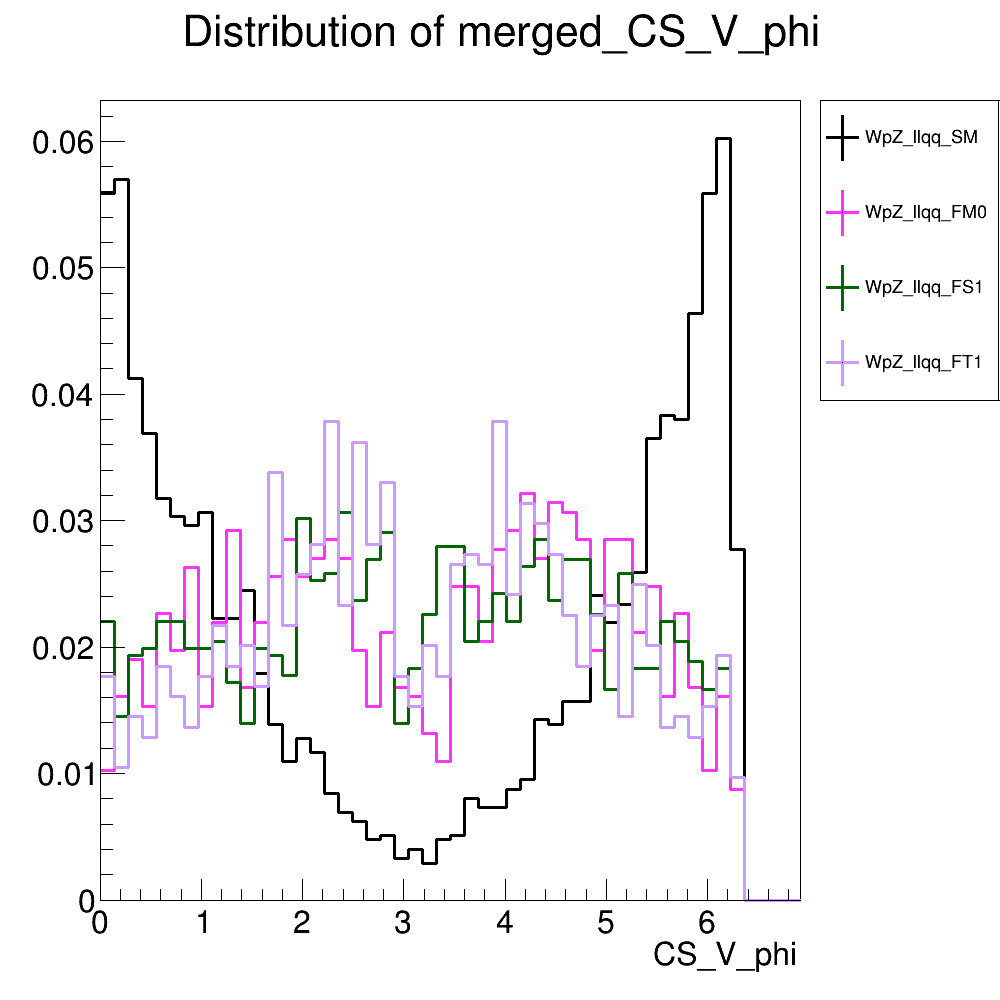 Distribution of merged_CS_V_phi
WpZ_llqq_SM
WpZ_llqq_FM0
WpZ_llqq_FS1
WpZ_llqq_FT1
0.06
0.05
0.04
0.03
0.02
0.01
0
0 1 2 3 4 5 6
CS_V_phi